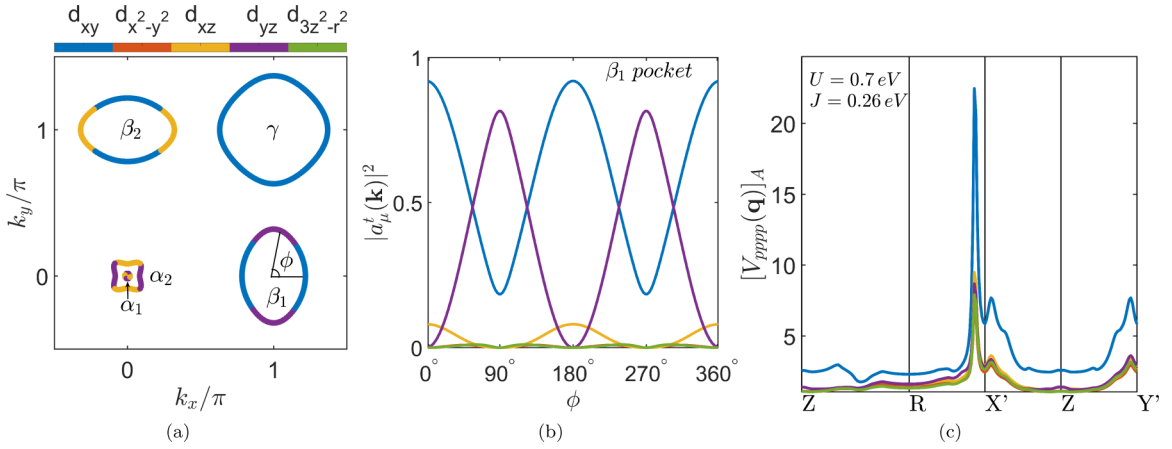 d_xy d_x²-y² d_xz d_yz d_3z²-r²
β₂
γ
α₂
α₁
β₁
ϕ
k_y/π
1
0
0
1
k_x/π
(a)
β₁ pocket
|a_μ^t(𝐤)|²
1
0.5
0
0° 90° 180° 270° 360°
ϕ
(b)
U = 0.7 eV
J = 0.26 eV
[V_pppp(𝐪)]_A
20
15
10
5
Z R X' Z Y'
(c)